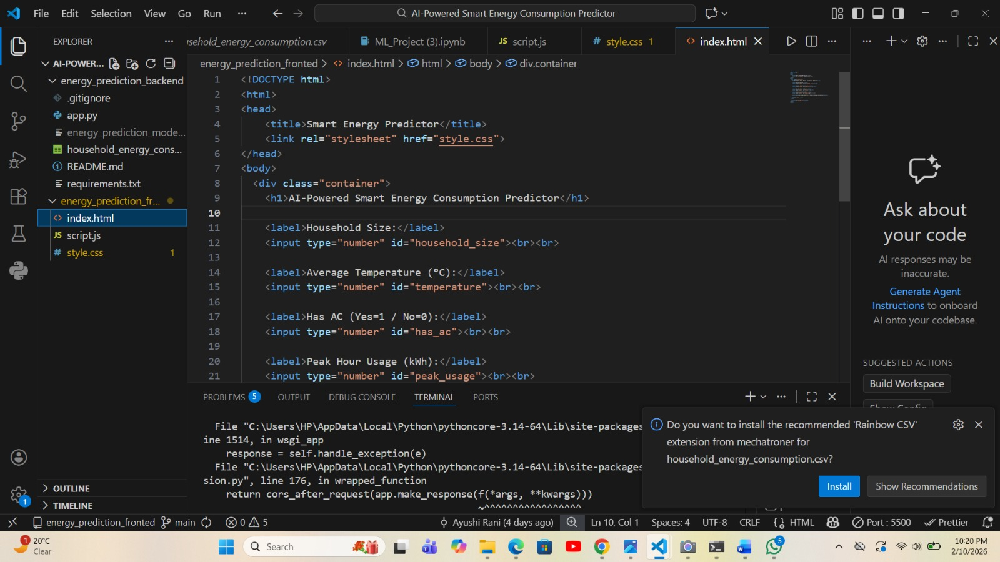 File Edit Selection View Go Run
AI-Powered Smart Energy Consumption Predictor
EXPLORER
AI-POWER...
energy_prediction_backend
.gitignore
app.py
energy_prediction_mode...
household_energy_cons...
README.md
requirements.txt
energy_prediction_fr...
index.html
JS script.js
# style.css 1
OUTLINE
TIMELINE
sehold_energy_consumption.csv ML_Project (3).ipynb JS script.js # style.css 1 index.html
energy_prediction_fronted > index.html > html > body > div.container
1 <!DOCTYPE html>
2 <html>
3 <head>
4 <title>Smart Energy Predictor</title>
5 <link rel="stylesheet" href="style.css">
6 </head>
7 <body>
8 <div class="container">
9 <h1>AI-Powered Smart Energy Consumption Predictor</h1>
10
11 <label>Household Size:</label>
12 <input type="number" id="household_size"><br><br>
13
14 <label>Average Temperature (°C):</label>
15 <input type="number" id="temperature"><br><br>
16
17 <label>Has AC (Yes=1 / No=0):</label>
18 <input type="number" id="has_ac"><br><br>
19
20 <label>Peak Hour Usage (kWh):</label>
21 <input type="number" id="peak_usage"><br><br>
PROBLEMS 5 OUTPUT DEBUG CONSOLE TERMINAL PORTS
File "C:\Users\HP\AppData\Local\Python\pythoncore-3.14-64\Lib\site-packages
ine 1514, in wsgi_app
response = self.handle_exception(e)
File "C:\Users\HP\AppData\Local\Python\pythoncore-3.14-64\Lib\site-packages
sion.py", line 176, in wrapped_function
return cors_after_request(app.make_response(f(*args, **kwargs)))
~^^^^^^^^^^^^^^^^^
Ask about
your code
AI responses may be
inaccurate.
Generate Agent
Instructions to onboard
AI onto your codebase.
SUGGESTED ACTIONS
Build Workspace
Show Config
Do you want to install the recommended 'Rainbow CSV'
extension from mechatroner for
household_energy_consumption.csv?
Install Show Recommendations
1
energy_prediction_fronted main 0 5 Ayushi Rani (4 days ago) Ln 10, Col 1 Spaces: 4 UTF-8 CRLF {} HTML Port : 5500 Prettier
1 20°C
Clear
Search
5
10:20 PM
2/10/2026